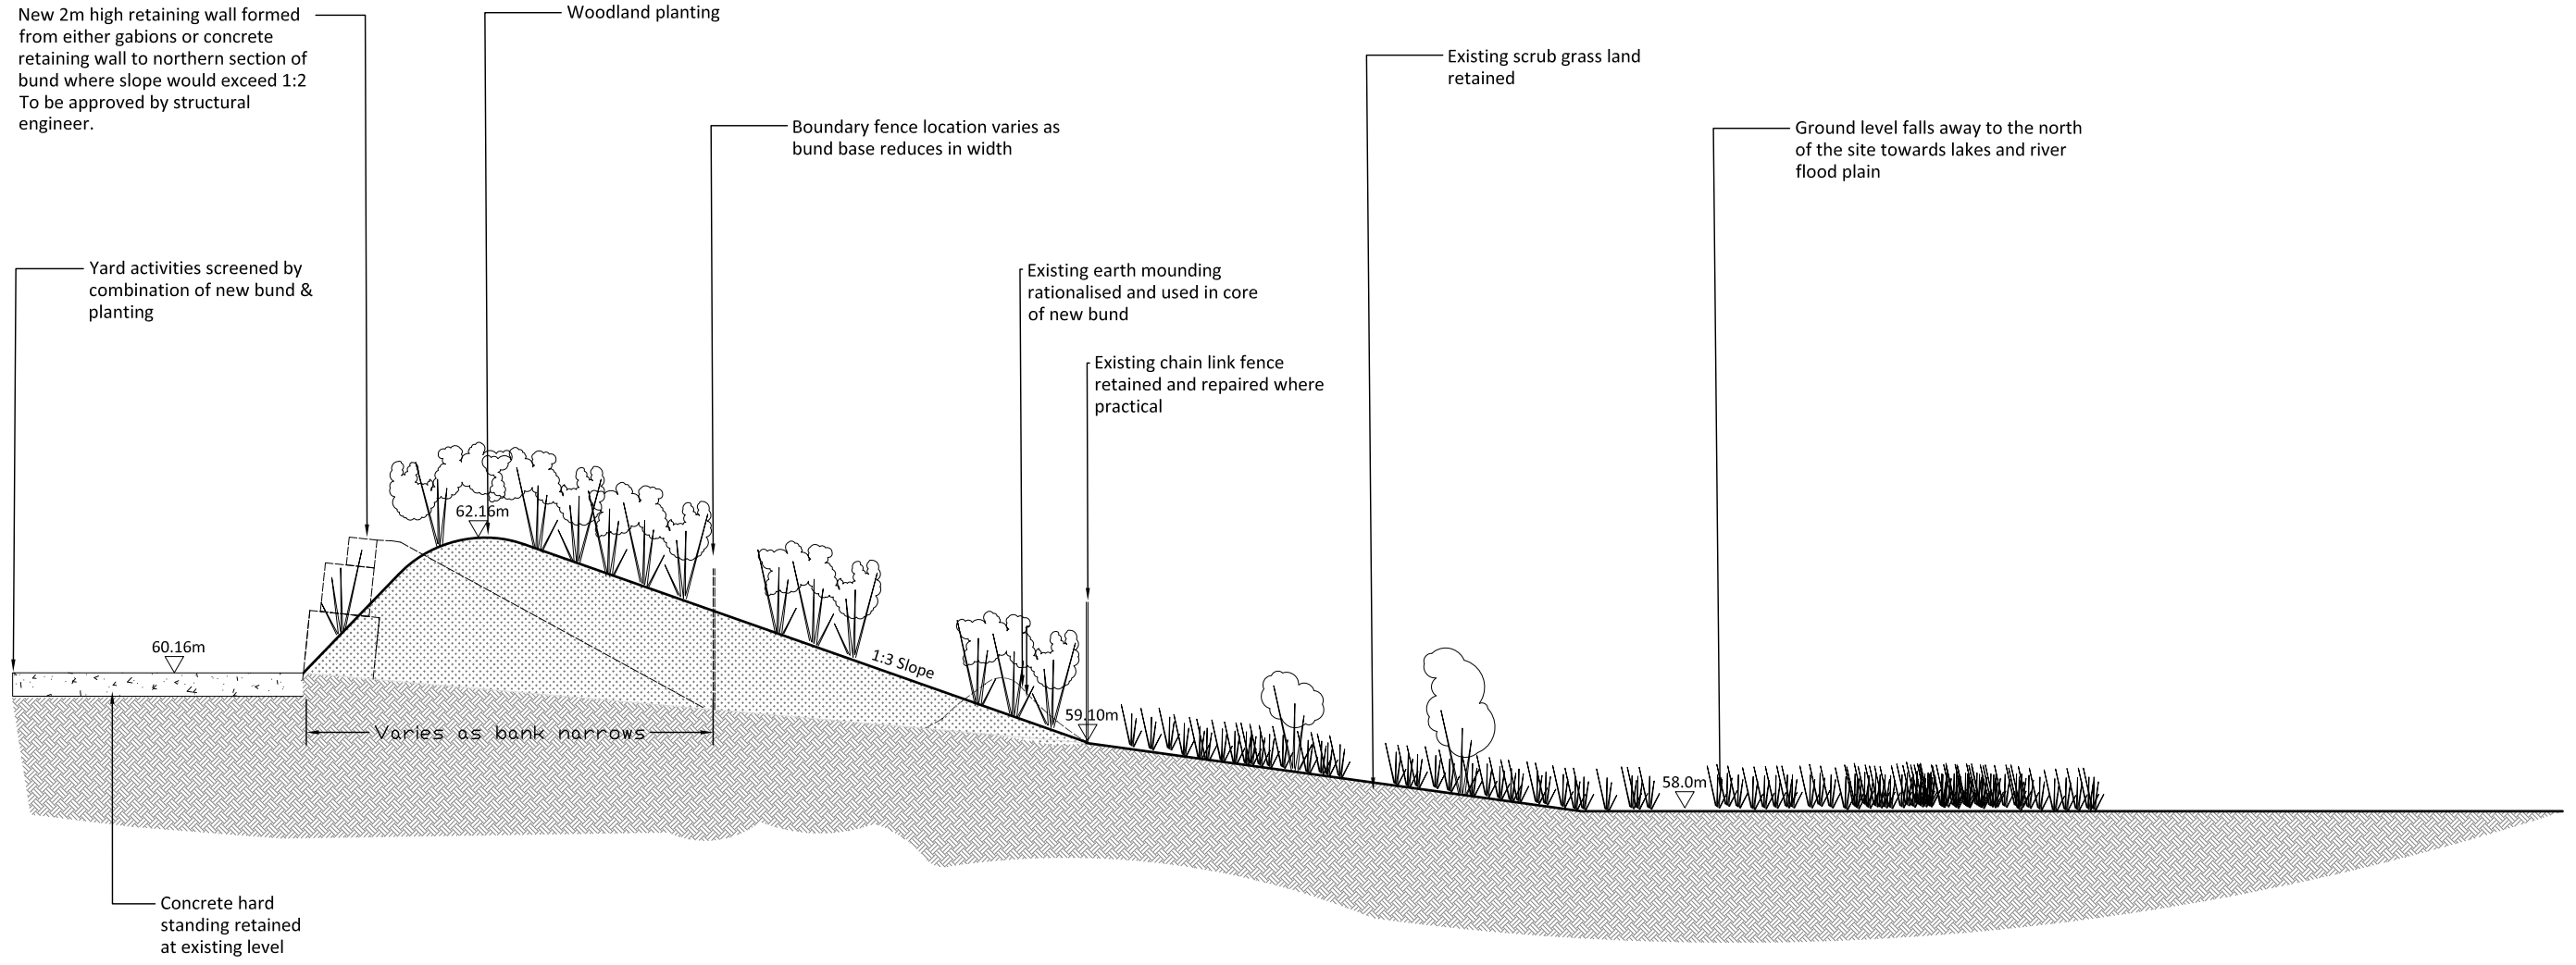 New 2m high retaining wall formed
from either gabions or concrete
retaining wall to northern section of
bund where slope would exceed 1:2
To be approved by structural
engineer.
Woodland planting
Existing scrub grass land
retained
Boundary fence location varies as
bund base reduces in width
Ground level falls away to the north
of the site towards lakes and river
flood plain
Yard activities screened by
combination of new bund &
planting
Existing earth mounding
rationalised and used in core
of new bund
Existing chain link fence
retained and repaired where
practical
62.16m
60.16m
1:3 Slope
59.10m
Varies as bank narrows
58.0m
Concrete hard
standing retained
at existing level